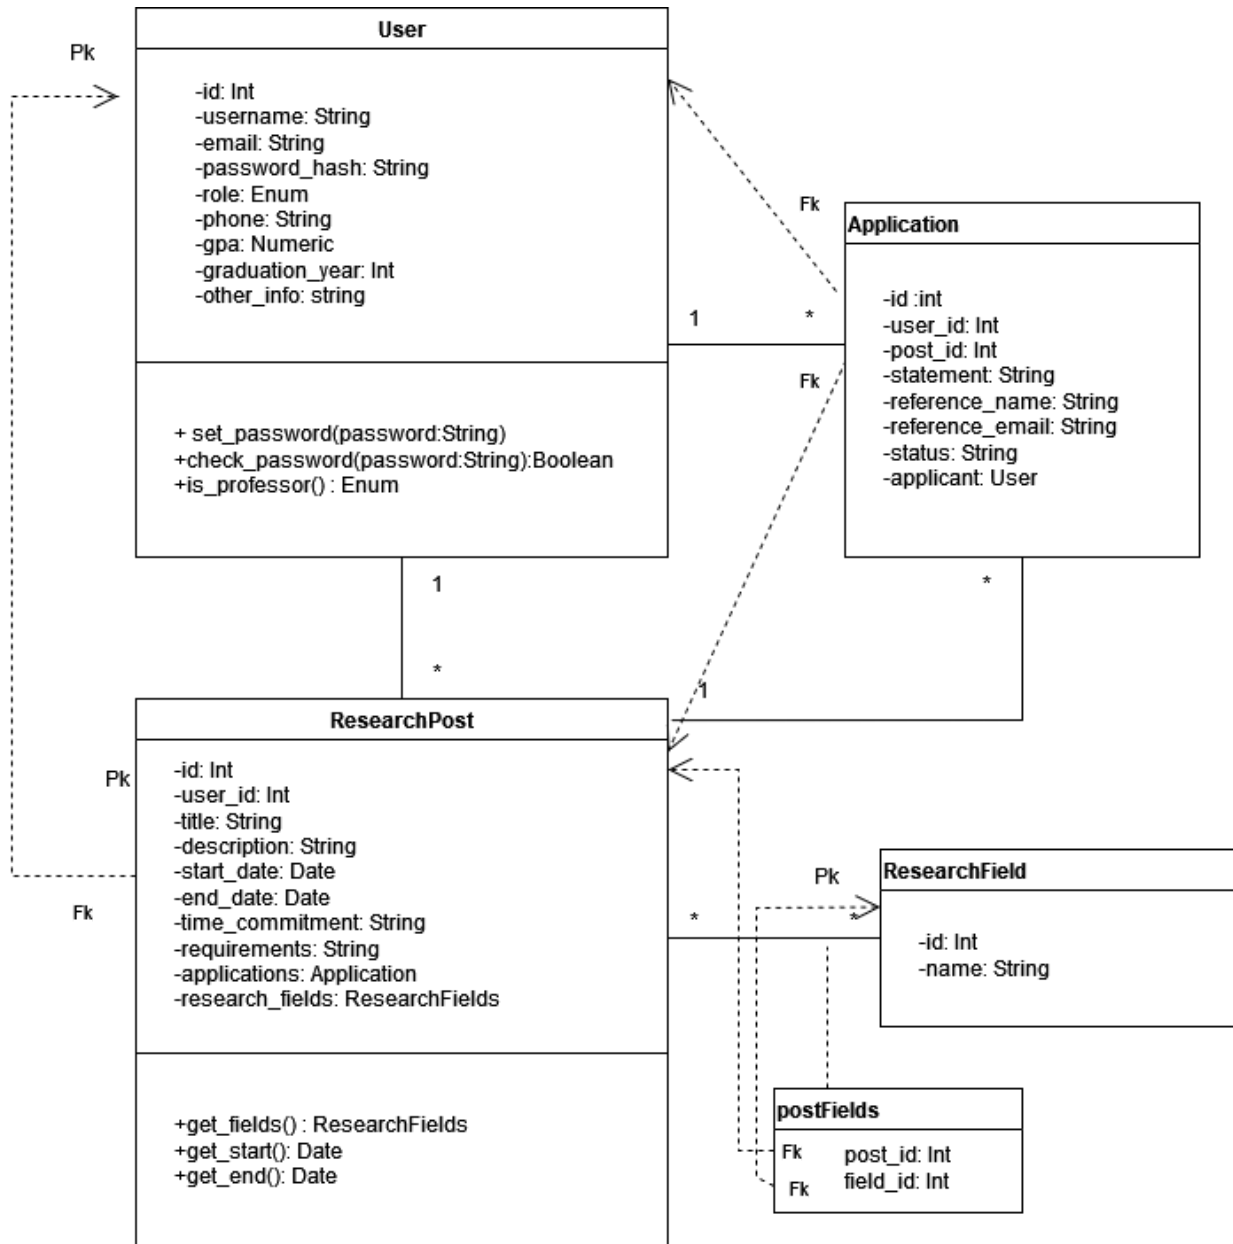 User
Pk
-id: Int
-username: String
-email: String
-password_hash: String
-role: Enum
-phone: String
-gpa: Numeric
-graduation_year: Int
-other_info: string
+ set_password(password:String)
+check_password(password:String):Boolean
+is_professor() : Enum
Fk
Application
-id :int
-user_id: Int
-post_id: Int
-statement: String
-reference_name: String
-reference_email: String
-status: String
-applicant: User
1
*
Fk
1
*
*
1
ResearchPost
Pk
-id: Int
-user_id: Int
-title: String
-description: String
-start_date: Date
-end_date: Date
-time_commitment: String
-requirements: String
-applications: Application
-research_fields: ResearchFields
Fk
+get_fields() : ResearchFields
+get_start(): Date
+get_end(): Date
Pk
*
*
ResearchField
-id: Int
-name: String
postFields
Fk post_id: Int
Fk field_id: Int